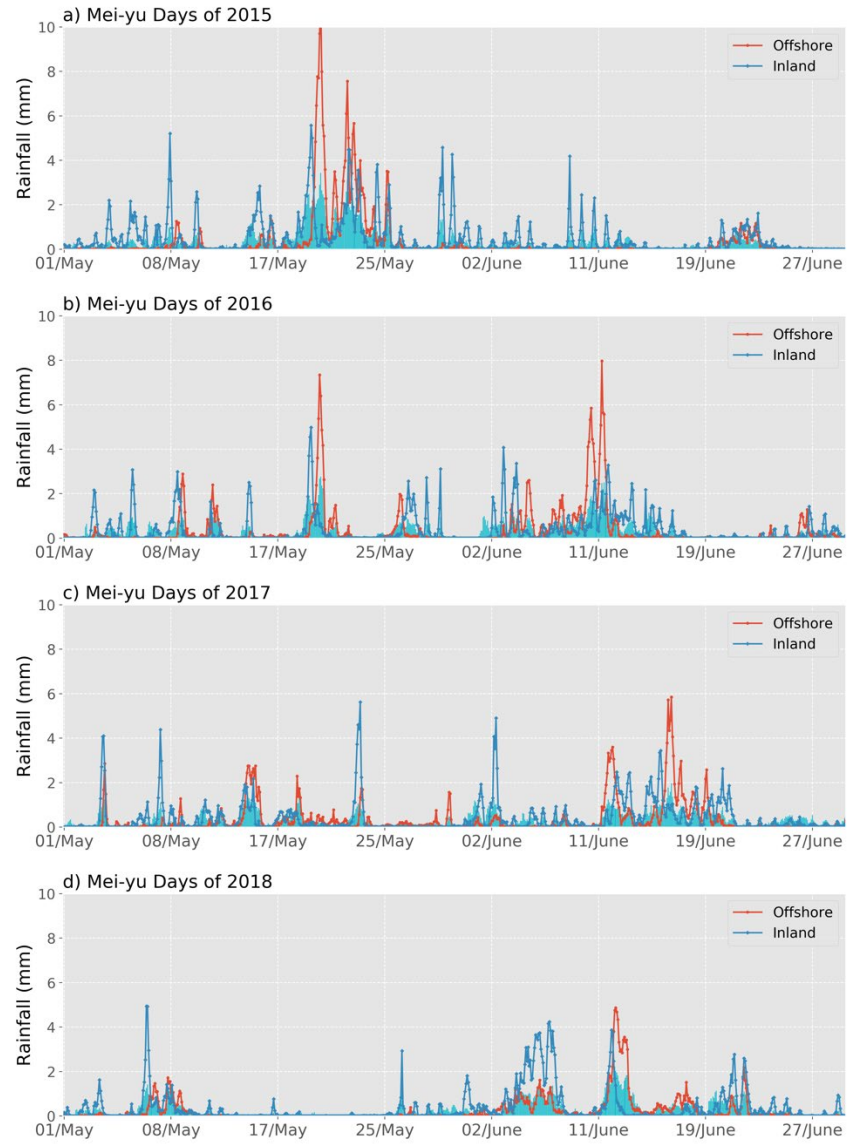 a) Mei-yu Days of 2015
10
8
6
4
2
0
Rainfall (mm)
Offshore
Inland
01/May 08/May 17/May 25/May 02/June 11/June 19/June 27/June
b) Mei-yu Days of 2016
10
8
6
4
2
0
Rainfall (mm)
Offshore
Inland
01/May 08/May 17/May 25/May 02/June 11/June 19/June 27/June
c) Mei-yu Days of 2017
10
8
6
4
2
0
Rainfall (mm)
Offshore
Inland
01/May 08/May 17/May 25/May 02/June 11/June 19/June 27/June
d) Mei-yu Days of 2018
10
8
6
4
2
0
Rainfall (mm)
Offshore
Inland
01/May 08/May 17/May 25/May 02/June 11/June 19/June 27/June